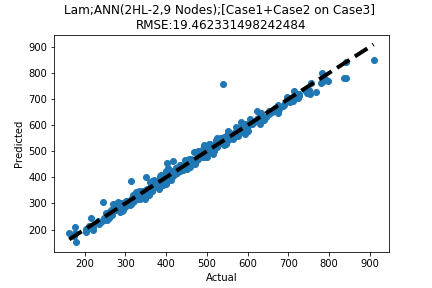 Lam;ANN(2HL-2,9 Nodes);[Case1+Case2 on Case3]
RMSE:19.462331498242484
900
800
700
600
500
400
300
200
Predicted
200 300 400 500 600 700 800 900
Actual